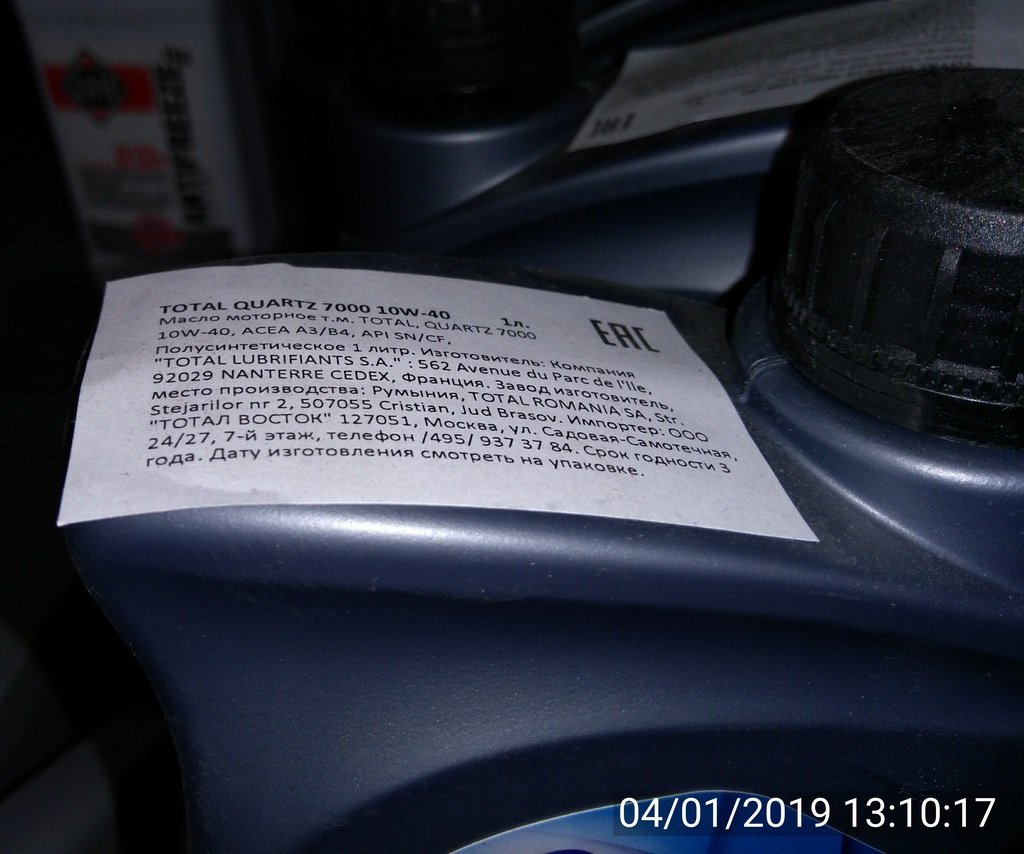 ANTIFREEZE
TOTAL QUARTZ 7000 10W-40 1л.
Масло моторное т.м. TOTAL, QUARTZ 7000
10W-40, ACEA A3/B4, API SN/CF,
Полусинтетическое 1 литр. Изготовитель: Компания
"TOTAL LUBRIFIANTS S.A." : 562 Avenue du Parc de l'Ile,
92029 NANTERRE CEDEX, Франция. Завод изготовитель,
место производства: Румыния, TOTAL ROMANIA SA, Str.
Stejarilor nr 2, 507055 Cristian, Jud Brasov. Импортер: ООО
"ТОТАЛ ВОСТОК" 127051, Москва, ул. Садовая-Самотечная,
24/27, 7-й этаж, телефон /495/ 937 37 84. Срок годности 3
года. Дату изготовления смотреть на упаковке.
EAC
04/01/2019 13:10:17